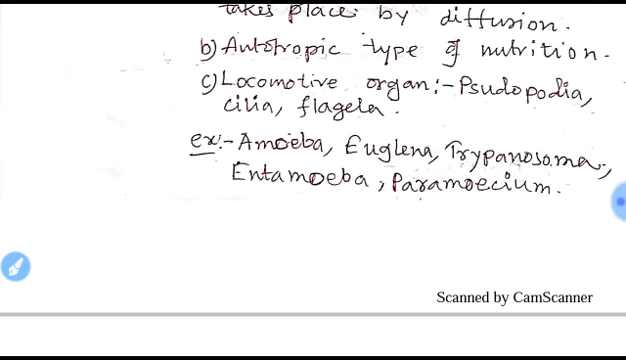 takes place by diffusion.
b) Autotropic type of nutrition.
c) Locomotive organ:- Psudopodia,
cilia, flagela.
ex:- Amoeba, Euglena, Trypanosoma,
Entamoeba, Paramoecium.
Scanned by CamScanner